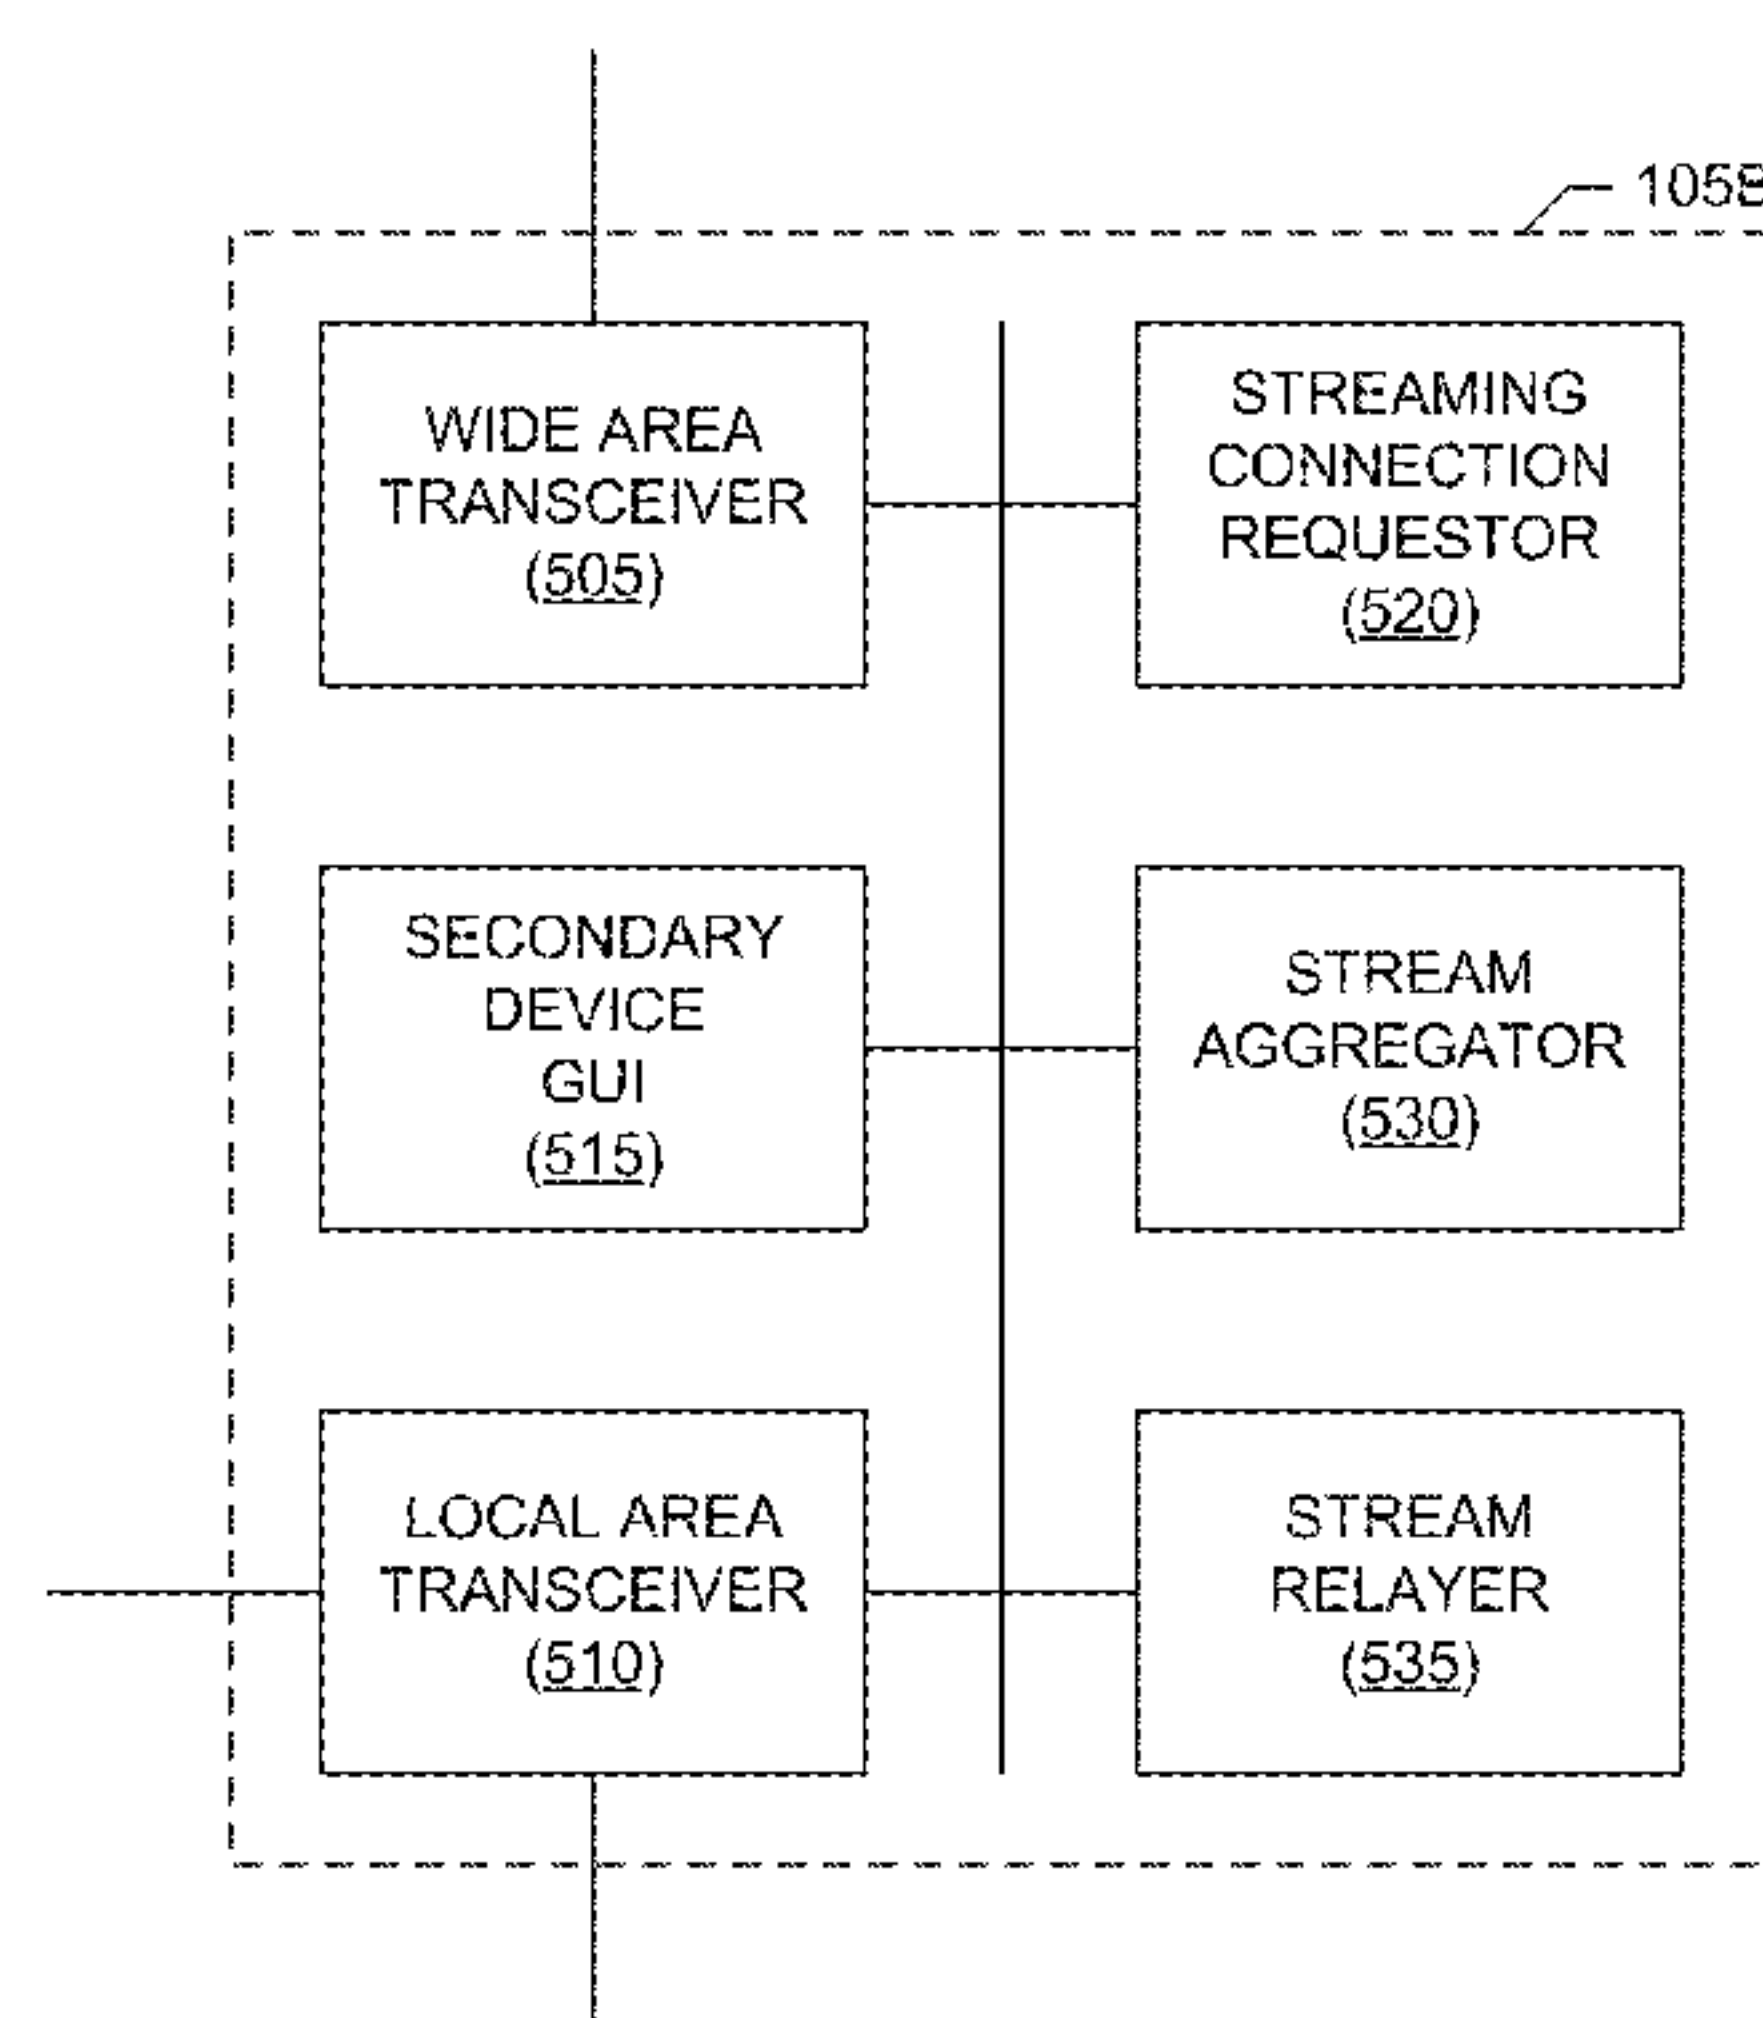 1058
WIDE AREA
TRANSCEIVER
(505)
STREAMING
CONNECTION
REQUESTOR
(520)
SECONDARY
DEVICE
GUI
(515)
STREAM
AGGREGATOR
(530)
LOCAL AREA
TRANSCEIVER
(510)
STREAM
RELAYER
(535)